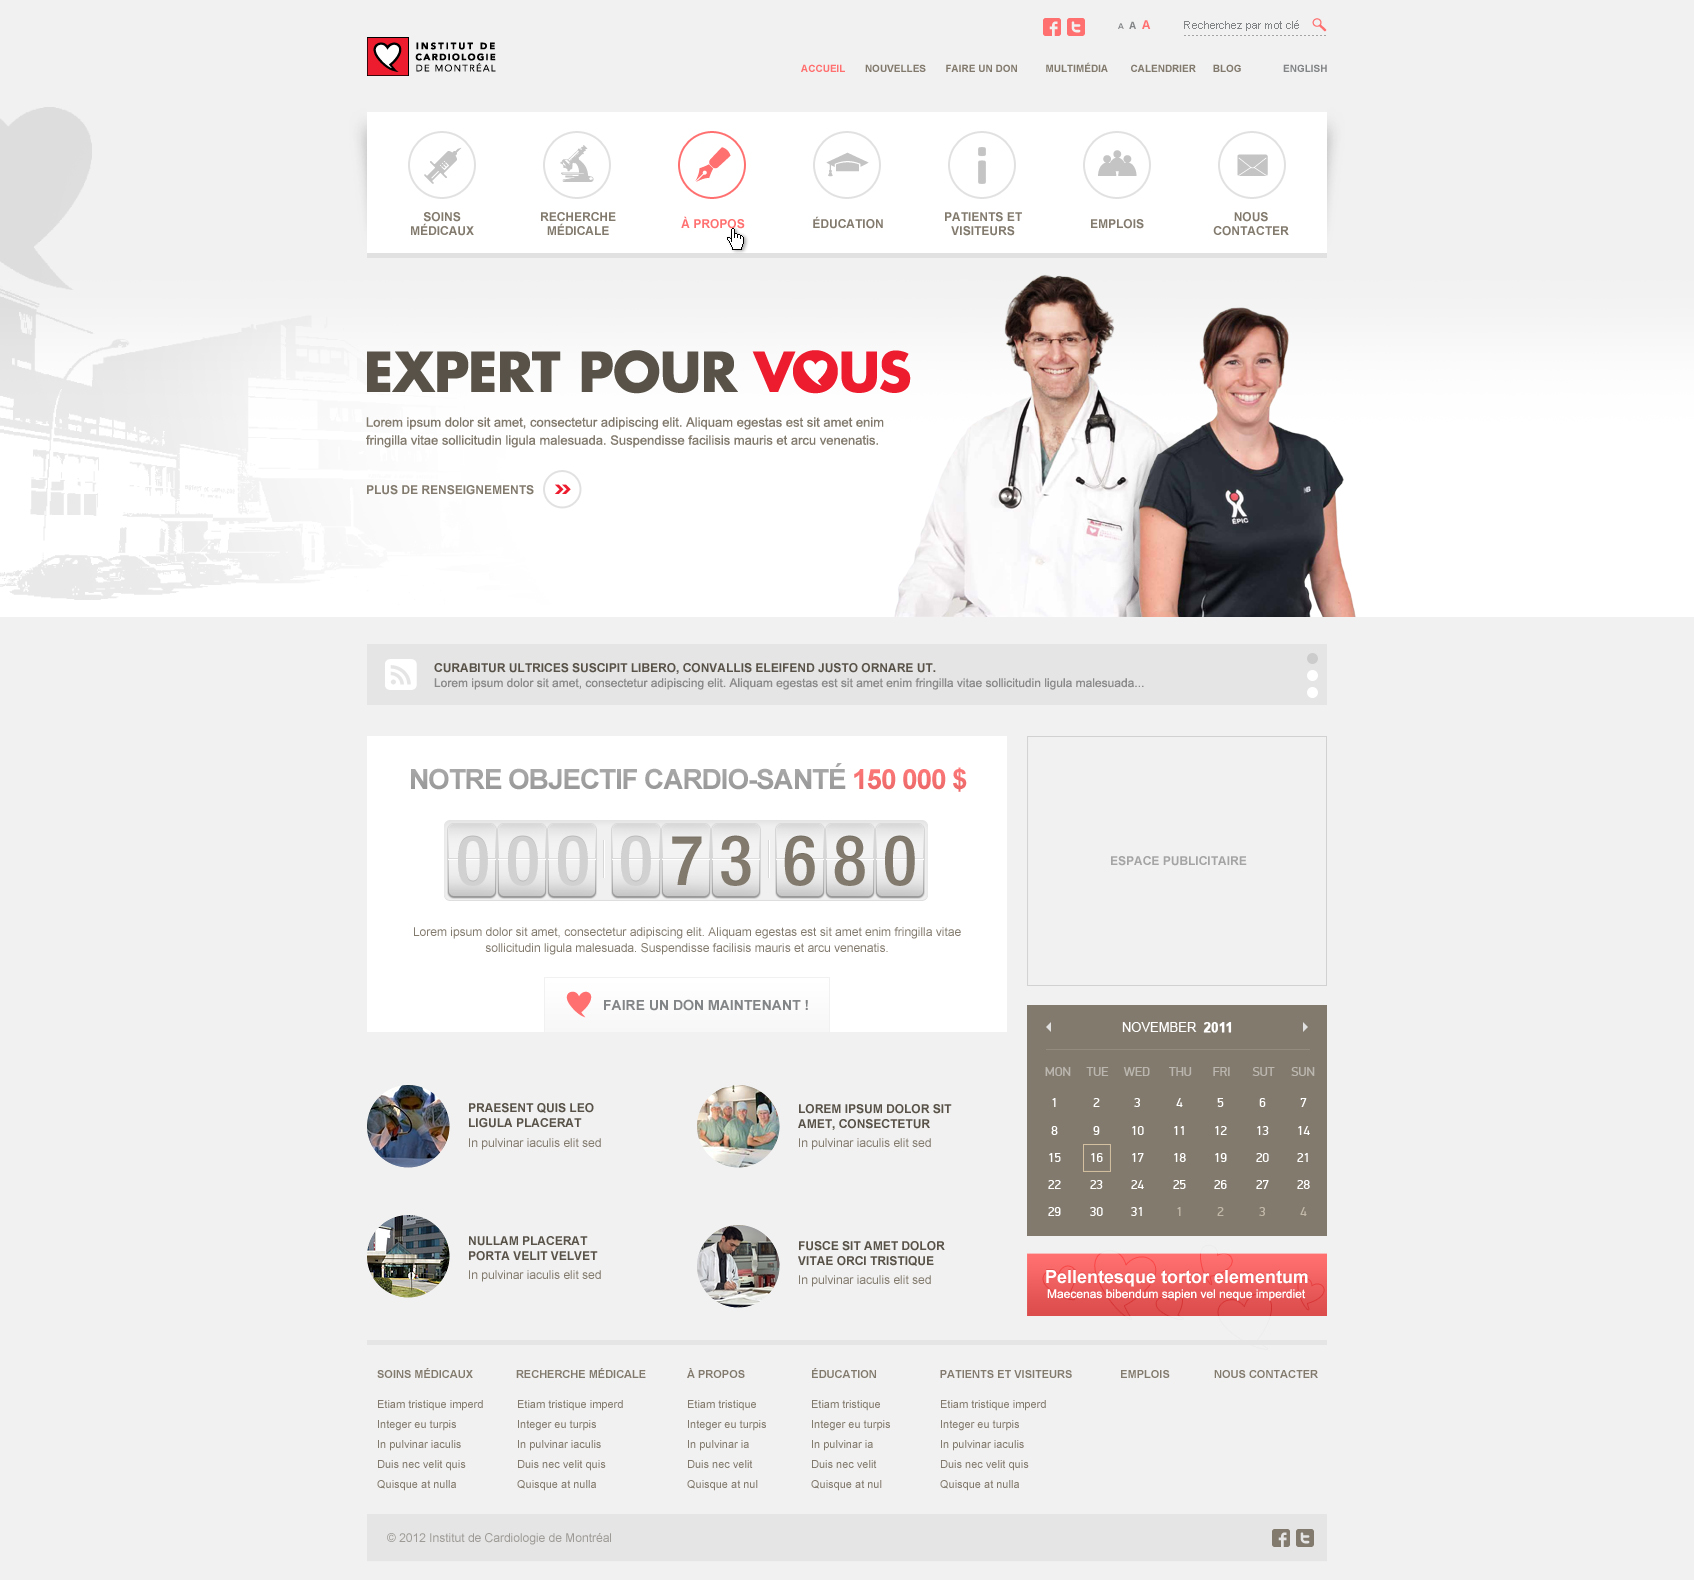 A A A
Recherchez par mot clé
INSTITUT DE
CARDIOLOGIE
DE MONTRÉAL
ACCUEIL NOUVELLES FAIRE UN DON MULTIMÉDIA CALENDRIER BLOG ENGLISH
SOINS
MÉDICAUX
RECHERCHE
MÉDICALE
À PROPOS
ÉDUCATION
PATIENTS ET
VISITEURS
EMPLOIS
NOUS
CONTACTER
EXPERT POUR VOUS
Lorem ipsum dolor sit amet, consectetur adipiscing elit. Aliquam egestas est sit amet enim
fringilla vitae sollicitudin ligula malesuada. Suspendisse facilisis mauris et arcu venenatis.
PLUS DE RENSEIGNEMENTS
ÉPIC
CURABITUR ULTRICES SUSCIPIT LIBERO, CONVALLIS ELEIFEND JUSTO ORNARE UT.
Lorem ipsum dolor sit amet, consectetur adipiscing elit. Aliquam egestas est sit amet enim fringilla vitae sollicitudin ligula malesuada...
NOTRE OBJECTIF CARDIO-SANTÉ 150 000 $
000 073 680
Lorem ipsum dolor sit amet, consectetur adipiscing elit. Aliquam egestas est sit amet enim fringilla vitae
sollicitudin ligula malesuada. Suspendisse facilisis mauris et arcu venenatis.
FAIRE UN DON MAINTENANT !
ESPACE PUBLICITAIRE
NOVEMBER 2011
MON TUE WED THU FRI SUT SUN
1 2 3 4 5 6 7
8 9 10 11 12 13 14
15 16 17 18 19 20 21
22 23 24 25 26 27 28
29 30 31 1 2 3 4
PRAESENT QUIS LEO
LIGULA PLACERAT
In pulvinar iaculis elit sed
LOREM IPSUM DOLOR SIT
AMET, CONSECTETUR
In pulvinar iaculis elit sed
NULLAM PLACERAT
PORTA VELIT VELVET
In pulvinar iaculis elit sed
FUSCE SIT AMET DOLOR
VITAE ORCI TRISTIQUE
In pulvinar iaculis elit sed
Pellentesque tortor elementum
Maecenas bibendum sapien vel neque imperdiet
SOINS MÉDICAUX
Etiam tristique imperd
Integer eu turpis
In pulvinar iaculis
Duis nec velit quis
Quisque at nulla
RECHERCHE MÉDICALE
Etiam tristique imperd
Integer eu turpis
In pulvinar iaculis
Duis nec velit quis
Quisque at nulla
À PROPOS
Etiam tristique
Integer eu turpis
In pulvinar ia
Duis nec velit
Quisque at nul
ÉDUCATION
Etiam tristique
Integer eu turpis
In pulvinar ia
Duis nec velit
Quisque at nul
PATIENTS ET VISITEURS
Etiam tristique imperd
Integer eu turpis
In pulvinar iaculis
Duis nec velit quis
Quisque at nulla
EMPLOIS
NOUS CONTACTER
© 2012 Institut de Cardiologie de Montréal